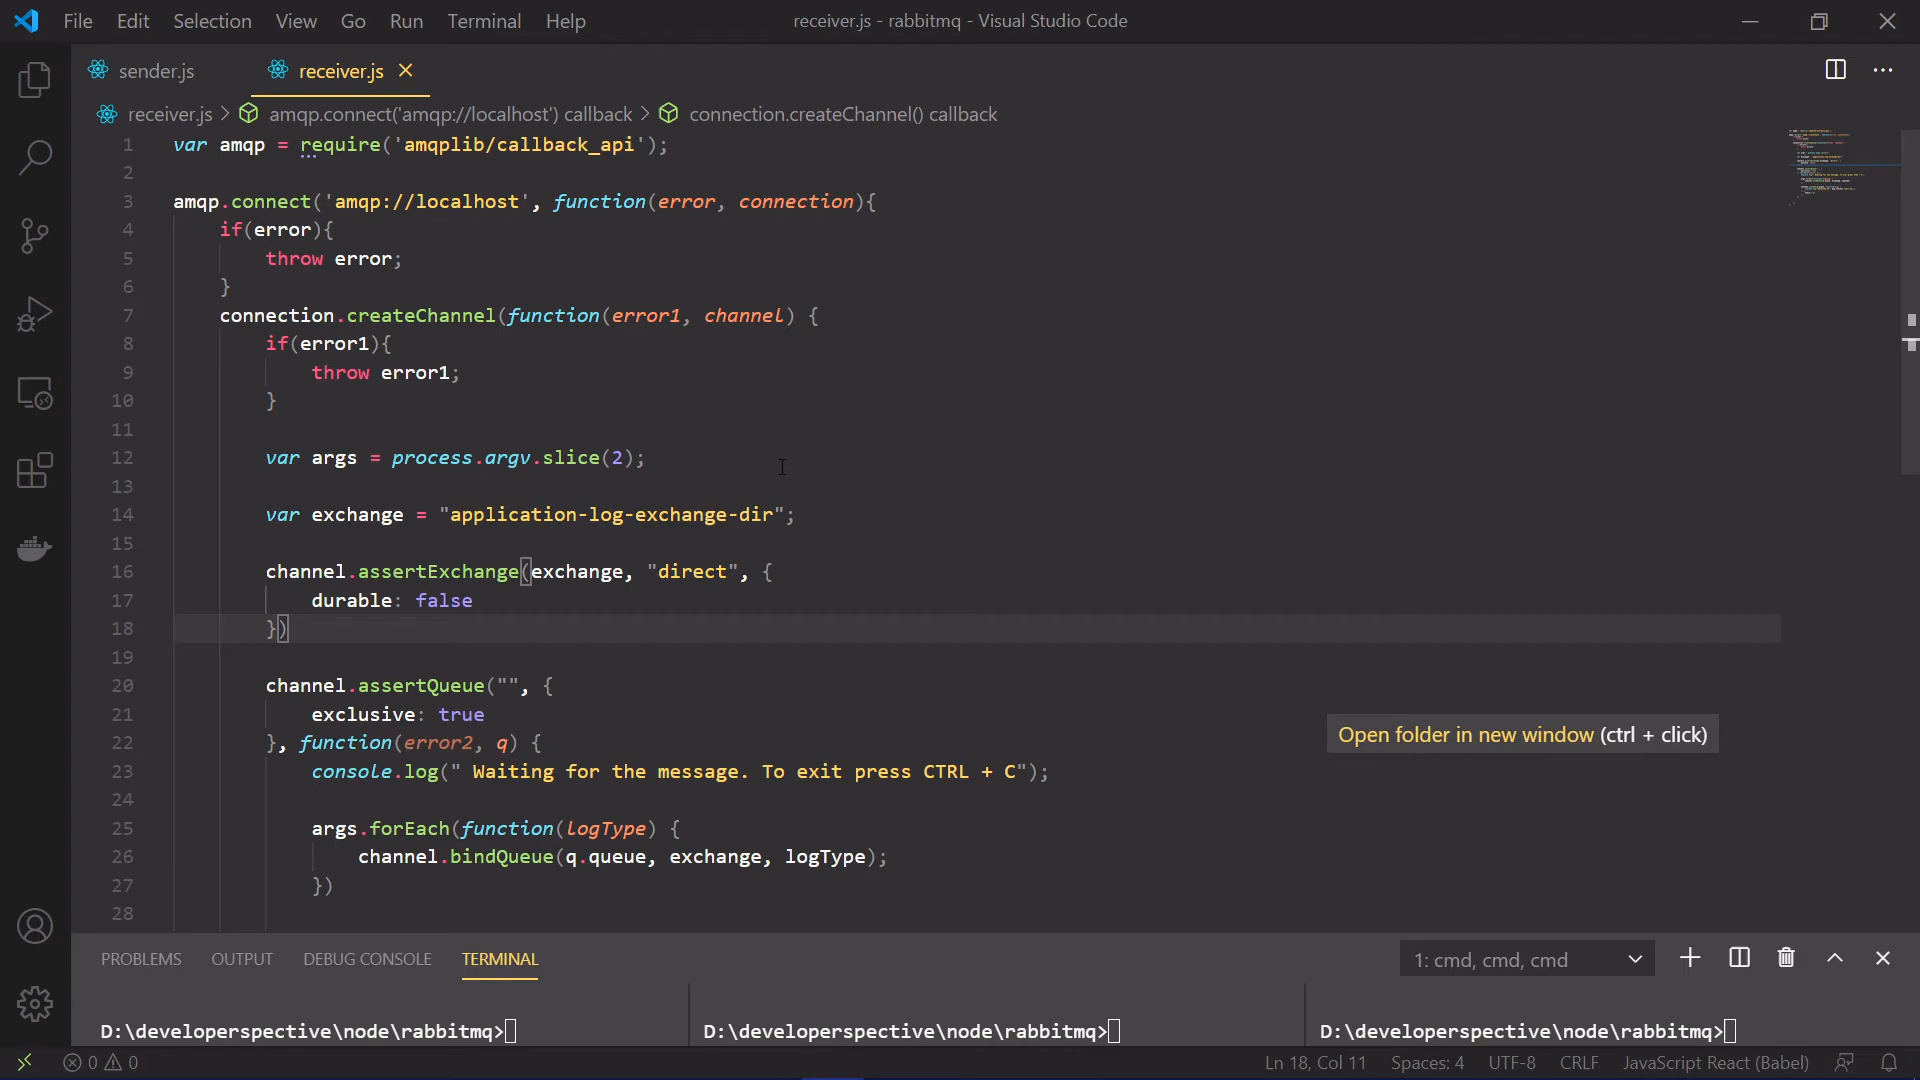 File Edit Selection View Go Run Terminal Help receiver.js - rabbitmq - Visual Studio Code
sender.js receiver.js
receiver.js > amqp.connect('amqp://localhost') callback > connection.createChannel() callback
1 var amqp = require('amqplib/callback_api');
2
3 amqp.connect('amqp://localhost', function(error, connection){
4 if(error){
5 throw error;
6 }
7 connection.createChannel(function(error1, channel) {
8 if(error1){
9 throw error1;
10 }
11
12 var args = process.argv.slice(2);
13
14 var exchange = "application-log-exchange-dir";
15
16 channel.assertExchange(exchange, "direct", {
17 durable: false
18 })
19
20 channel.assertQueue("", {
21 exclusive: true
22 }, function(error2, q) {
23 console.log(" Waiting for the message. To exit press CTRL + C");
24
25 args.forEach(function(logType) {
26 channel.bindQueue(q.queue, exchange, logType);
27 })
28
Open folder in new window (ctrl + click)
PROBLEMS OUTPUT DEBUG CONSOLE TERMINAL 1: cmd, cmd, cmd
D:\developerspective\node\rabbitmq> D:\developerspective\node\rabbitmq> D:\developerspective\node\rabbitmq>
0 0 Ln 18, Col 11 Spaces: 4 UTF-8 CRLF JavaScript React (Babel)